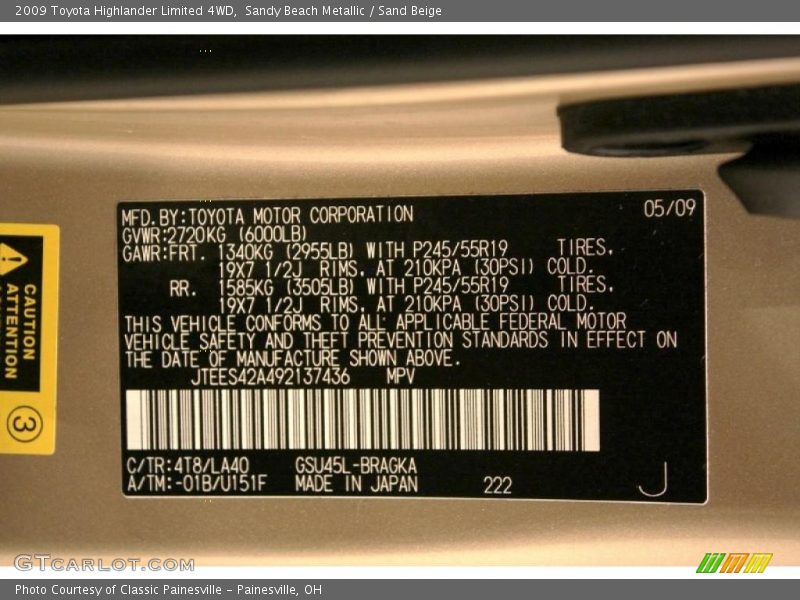 2009 Toyota Highlander Limited 4WD, Sandy Beach Metallic / Sand Beige
MFD. BY:TOYOTA MOTOR CORPORATION 05/09
GVWR:2720KG (6000LB)
GAWR:FRT. 1340KG (2955LB) WITH P245/55R19 TIRES.
19X7 1/2J RIMS. AT 210KPA (30PSI) COLD.
RR. 1585KG (3505LB) WITH P245/55R19 TIRES.
19X7 1/2J RIMS. AT 210KPA (30PSI) COLD.
THIS VEHICLE CONFORMS TO ALL APPLICABLE FEDERAL MOTOR
VEHICLE SAFETY AND THEFT PREVENTION STANDARDS IN EFFECT ON
THE DATE OF MANUFACTURE SHOWN ABOVE.
JTEES42A492137436 MPV
C/TR:4T8/LA40 GSU45L-BRAGKA
A/TM:-01B/U151F MADE IN JAPAN 222 J
CAUTION
ATTENTION
3
GTCARLOT.COM
Photo Courtesy of Classic Painesville - Painesville, OH